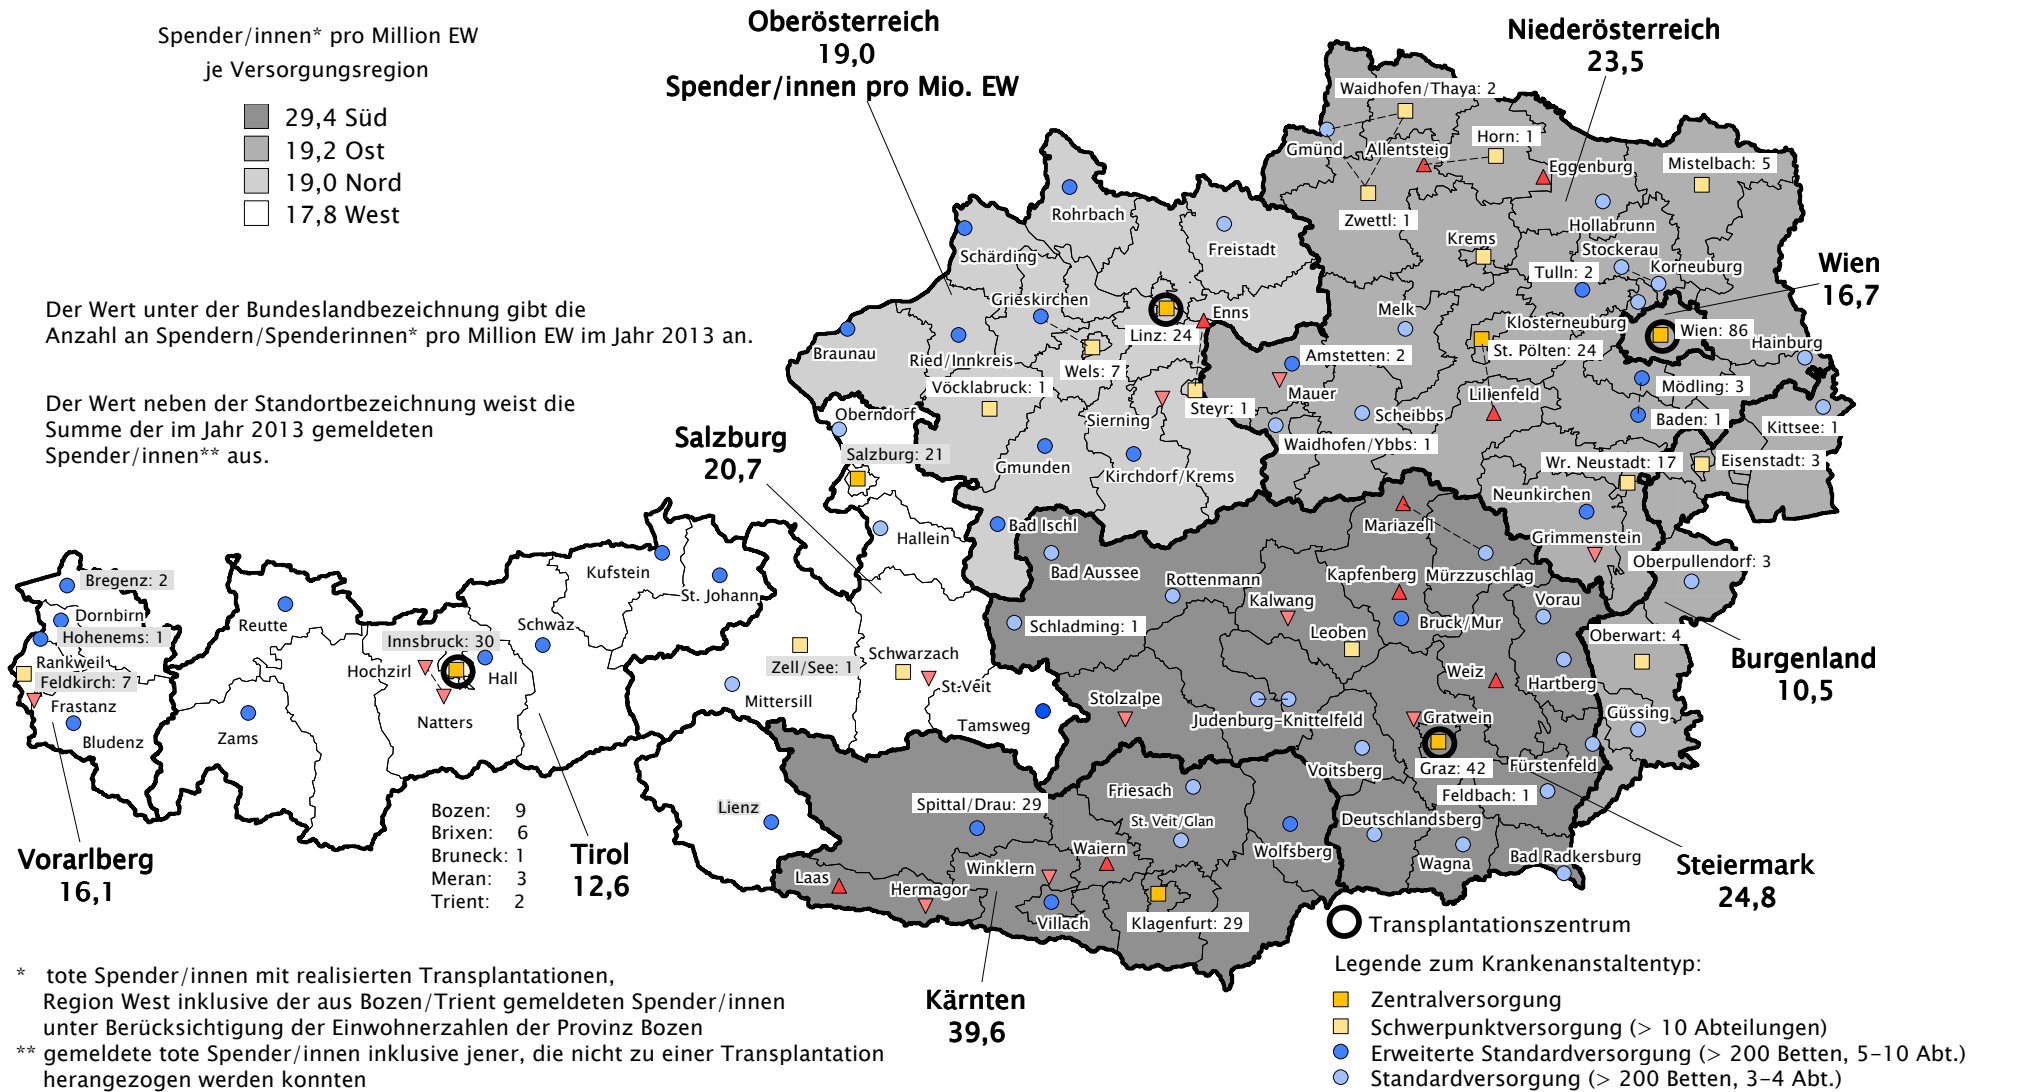 Spender/innen* pro Million EW
je Versorgungsregion
29,4 Süd
19,2 Ost
19,0 Nord
17,8 West
Der Wert unter der Bundeslandbezeichnung gibt die
Anzahl an Spendern/Spenderinnen* pro Million EW im Jahr 2013 an.
Der Wert neben der Standortbezeichnung weist die
Summe der im Jahr 2013 gemeldeten
Spender/innen** aus.
Oberösterreich
19,0
Spender/innen pro Mio. EW
Niederösterreich
23,5
Wien
16,7
Salzburg
20,7
Burgenland
10,5
Steiermark
24,8
Kärnten
39,6
Tirol
12,6
Vorarlberg
16,1
Waidhofen/Thaya: 2
Gmünd
Allentsteig
Horn: 1
Eggenburg
Mistelbach: 5
Zwettl: 1
Hollabrunn
Krems
Stockerau
Tulln: 2
Korneuburg
Melk
Klosterneuburg
Wien: 86
St. Pölten: 24
Hainburg
Amstetten: 2
Mauer
Lilienfeld
Mödling: 3
Scheibbs
Baden: 1
Kittsee: 1
Waidhofen/Ybbs: 1
Wr. Neustadt: 17
Eisenstadt: 3
Neunkirchen
Grimmenstein
Oberpullendorf: 3
Rohrbach
Freistadt
Schärding
Grieskirchen
Enns
Linz: 24
Braunau
Ried/Innkreis
Wels: 7
Vöcklabruck: 1
Steyr: 1
Sierning
Gmunden
Kirchdorf/Krems
Bad Ischl
Oberndorf
Salzburg: 21
Hallein
Mariazell
Bad Aussee
Rottenmann
Kapfenberg
Mürzzuschlag
Kalwang
Vorau
Schladming: 1
Leoben
Bruck/Mur
Oberwart: 4
Weiz
Hartberg
Stolzalpe
Judenburg-Knittelfeld
Gratwein
Güssing
Voitsberg
Graz: 42
Fürstenfeld
Feldbach: 1
Deutschlandsberg
Wagna
Bad Radkersburg
Bregenz: 2
Dornbirn
Hohenems: 1
Rankweil
Feldkirch: 7
Frastanz
Bludenz
Reutte
Zams
Innsbruck: 30
Hochzirl
Hall
Natters
Schwaz
Kufstein
St. Johann
Zell/See: 1
Schwarzach
St.Veit
Mittersill
Tamsweg
Lienz
Spittal/Drau: 29
Friesach
St. Veit/Glan
Wolfsberg
Waiern
Winklern
Laas
Hermagor
Villach
Klagenfurt: 29
Bozen: 9
Brixen: 6
Bruneck: 1
Meran: 3
Trient: 2
* tote Spender/innen mit realisierten Transplantationen,
Region West inklusive der aus Bozen/Trient gemeldeten Spender/innen
unter Berücksichtigung der Einwohnerzahlen der Provinz Bozen
** gemeldete tote Spender/innen inklusive jener, die nicht zu einer Transplantation
herangezogen werden konnten
Transplantationszentrum
Legende zum Krankenanstaltentyp:
Zentralversorgung
Schwerpunktversorgung (> 10 Abteilungen)
Erweiterte Standardversorgung (> 200 Betten, 5-10 Abt.)
Standardversorgung (> 200 Betten, 3-4 Abt.)